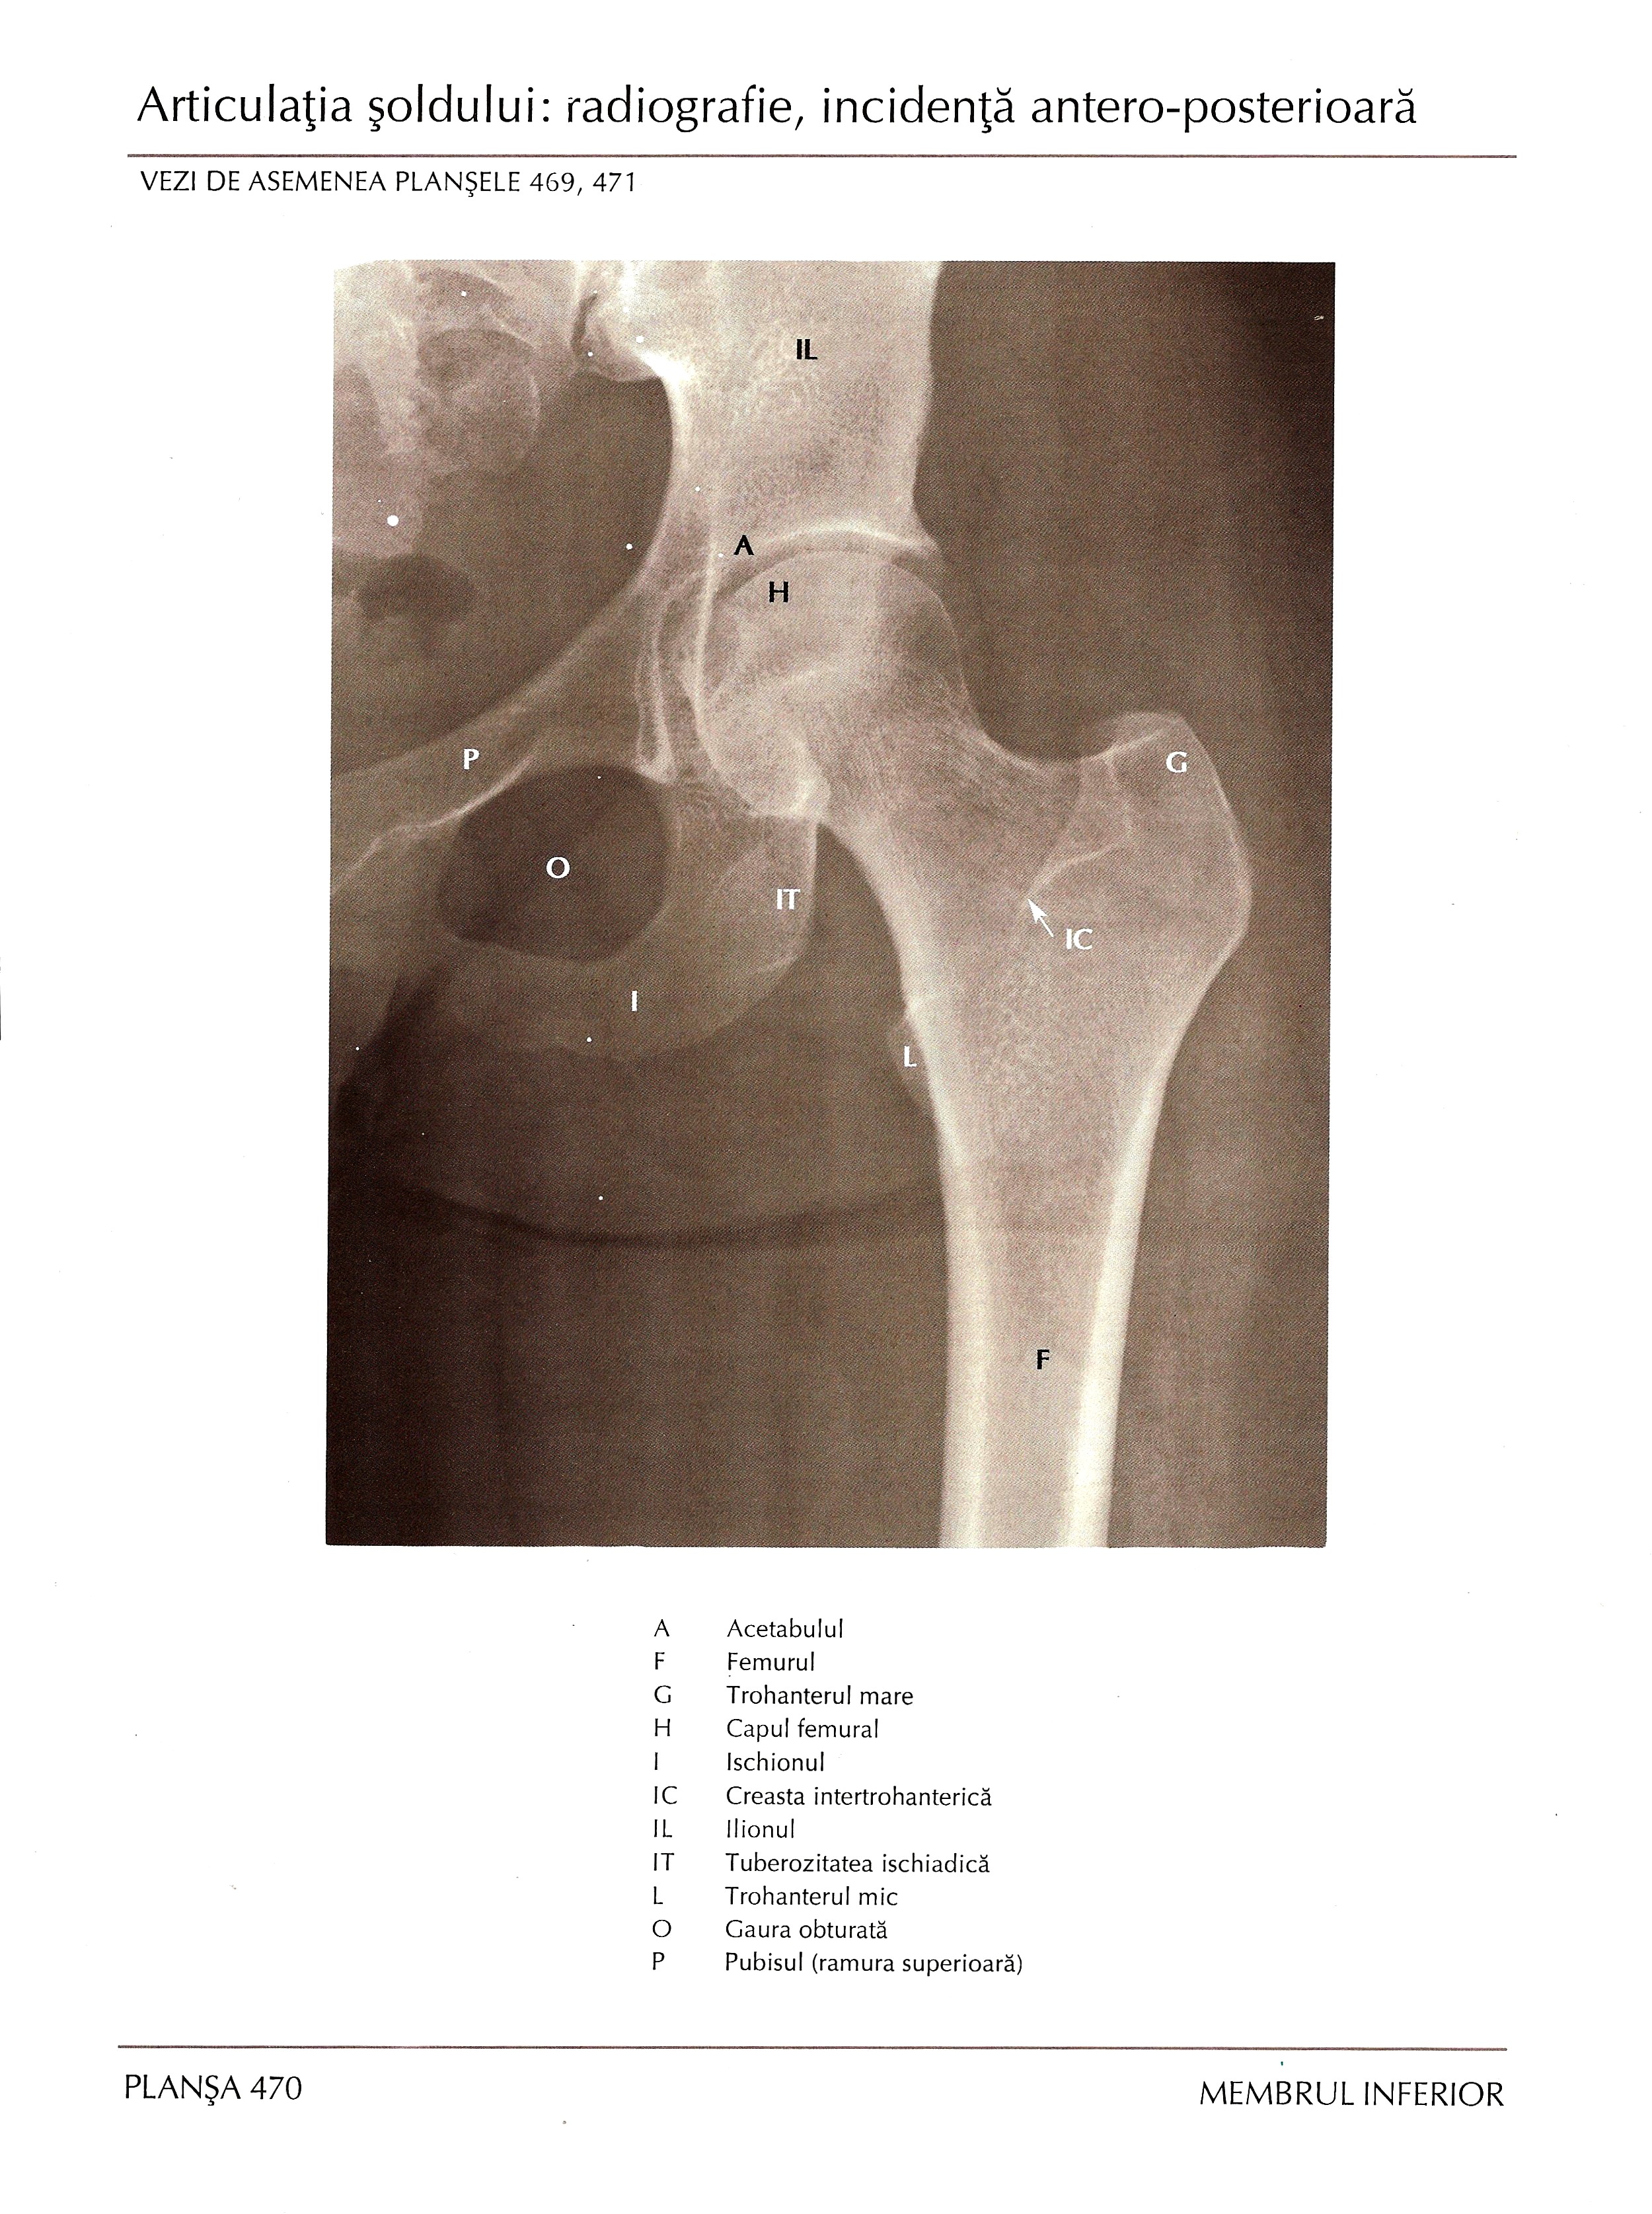 Articulaţia şoldului: radiografie, incidenţă antero-posterioară
VEZI DE ASEMENEA PLANŞELE 469, 471
IL
A
H
P
G
O
IT
IC
I
L
F
A Acetabulul
F Femurul
G Trohanterul mare
H Capul femural
I Ischionul
IC Creasta intertrohanterică
IL Ilionul
IT Tuberozitatea ischiadică
L Trohanterul mic
O Gaura obturată
P Pubisul (ramura superioară)
PLANŞA 470
MEMBRUL INFERIOR